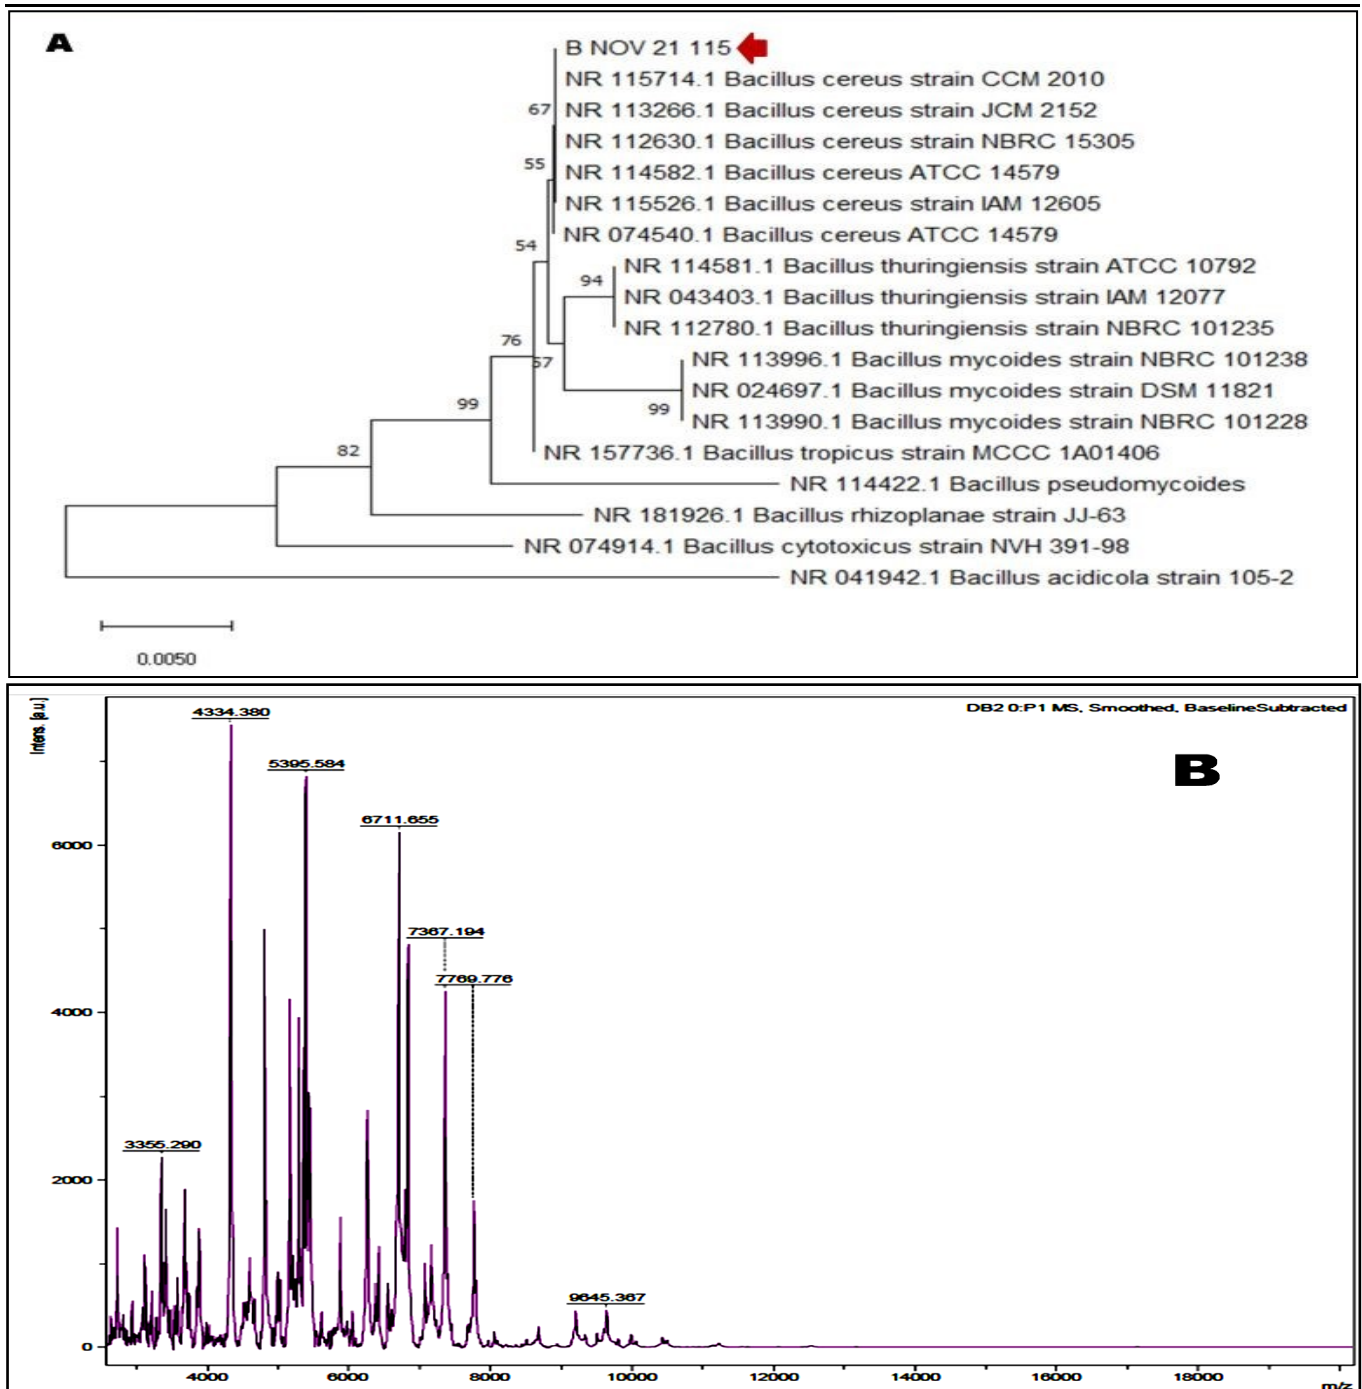 A
B NOV 21 115
NR 115714.1 Bacillus cereus strain CCM 2010
67
NR 113266.1 Bacillus cereus strain JCM 2152
NR 112630.1 Bacillus cereus strain NBRC 15305
55
NR 114582.1 Bacillus cereus ATCC 14579
NR 115526.1 Bacillus cereus strain IAM 12605
NR 074540.1 Bacillus cereus ATCC 14579
54
NR 114581.1 Bacillus thuringiensis strain ATCC 10792
94
NR 043403.1 Bacillus thuringiensis strain IAM 12077
NR 112780.1 Bacillus thuringiensis strain NBRC 101235
76
57
NR 113996.1 Bacillus mycoides strain NBRC 101238
NR 024697.1 Bacillus mycoides strain DSM 11821
99
99
NR 113990.1 Bacillus mycoides strain NBRC 101228
82
NR 157736.1 Bacillus tropicus strain MCCC 1A01406
NR 114422.1 Bacillus pseudomycoides
NR 181926.1 Bacillus rhizoplanae strain JJ-63
NR 074914.1 Bacillus cytotoxicus strain NVH 391-98
NR 041942.1 Bacillus acidicola strain 105-2
0.0050
Intens. [a.u.]
DB2 0:P1 MS, Smoothed, BaselineSubtracted
B
4334.380
5395.584
6711.655
6000
7367.194
7769.776
4000
3355.290
2000
9645.367
0
4000 6000 8000 10000 12000 14000 16000 18000
m/z